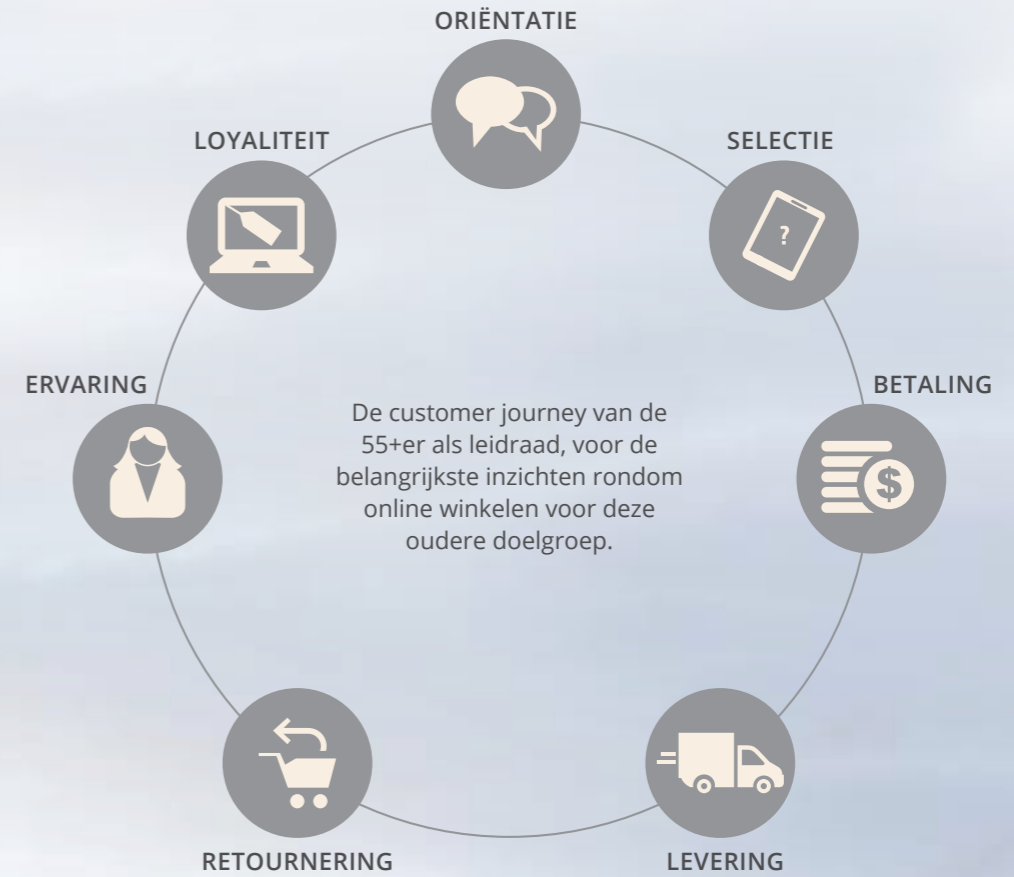 ORIËNTATIE
LOYALITEIT
SELECTIE
?
ERVARING
BETALING
De customer journey van de
55+er als leidraad, voor de
belangrijkste inzichten rondom
online winkelen voor deze
oudere doelgroep.
$
RETOURNERING
LEVERING